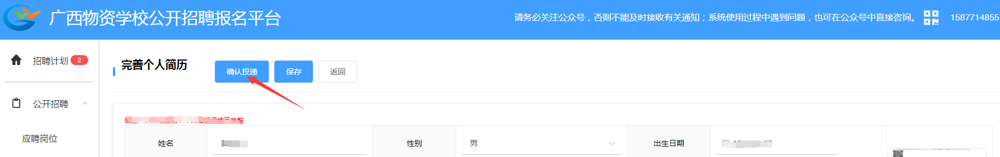 广西物资学校公开招聘报名平台
请务必关注公众号，否则不能及时接收有关通知；系统使用过程中遇到问题，也可在公众号中直接咨询。
1587714855
招聘计划 2
完善个人简历
确认投递 保存 返回
公开招聘
应聘岗位
姓名 黄
性别 男
出生日期